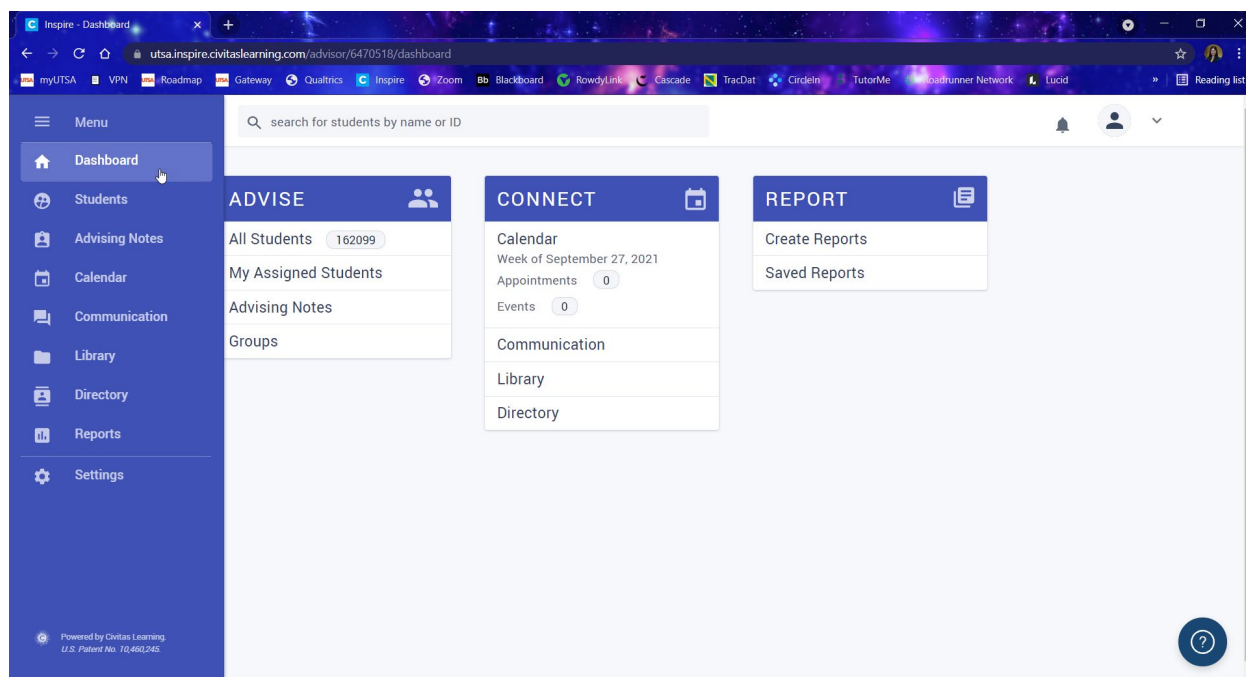 Inspire - Dashboard
utsa.inspire.civitaslearning.com/advisor/6470518/dashboard
UTSA myUTSA VPN UTSA Roadmap UTSA Gateway Qualtrics C Inspire Zoom Bb Blackboard RowdyLink Cascade TracDat CircleIn TutorMe Roadrunner Network Lucid » Reading list
Menu
search for students by name or ID
Dashboard
Students
Advising Notes
Calendar
Communication
Library
Directory
Reports
Settings
Powered by Civitas Learning.
U.S. Patent No. 10,460,245.
ADVISE
All Students 162099
My Assigned Students
Advising Notes
Groups
CONNECT
Calendar
Week of September 27, 2021
Appointments 0
Events 0
Communication
Library
Directory
REPORT
Create Reports
Saved Reports
?